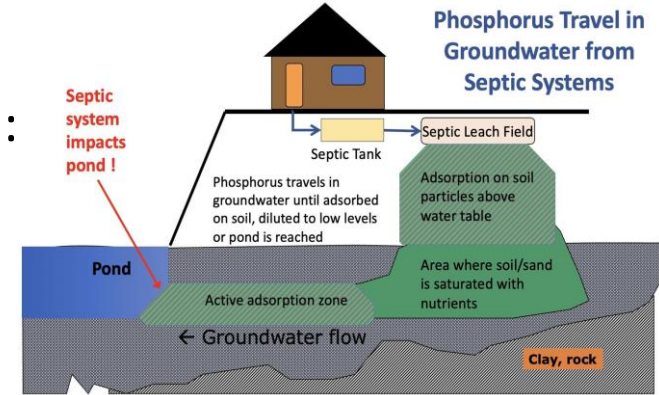 Phosphorus Travel in
Groundwater from
Septic Systems
:
:
Septic
system
impacts
pond !
Septic Tank
Septic Leach Field
Phosphorus travels in
groundwater until adsorbed
on soil, diluted to low levels
or pond is reached
Adsorption on soil
particles above
water table
Pond
Area where soil/sand
is saturated with
nutrients
Active adsorption zone
← Groundwater flow
Clay, rock